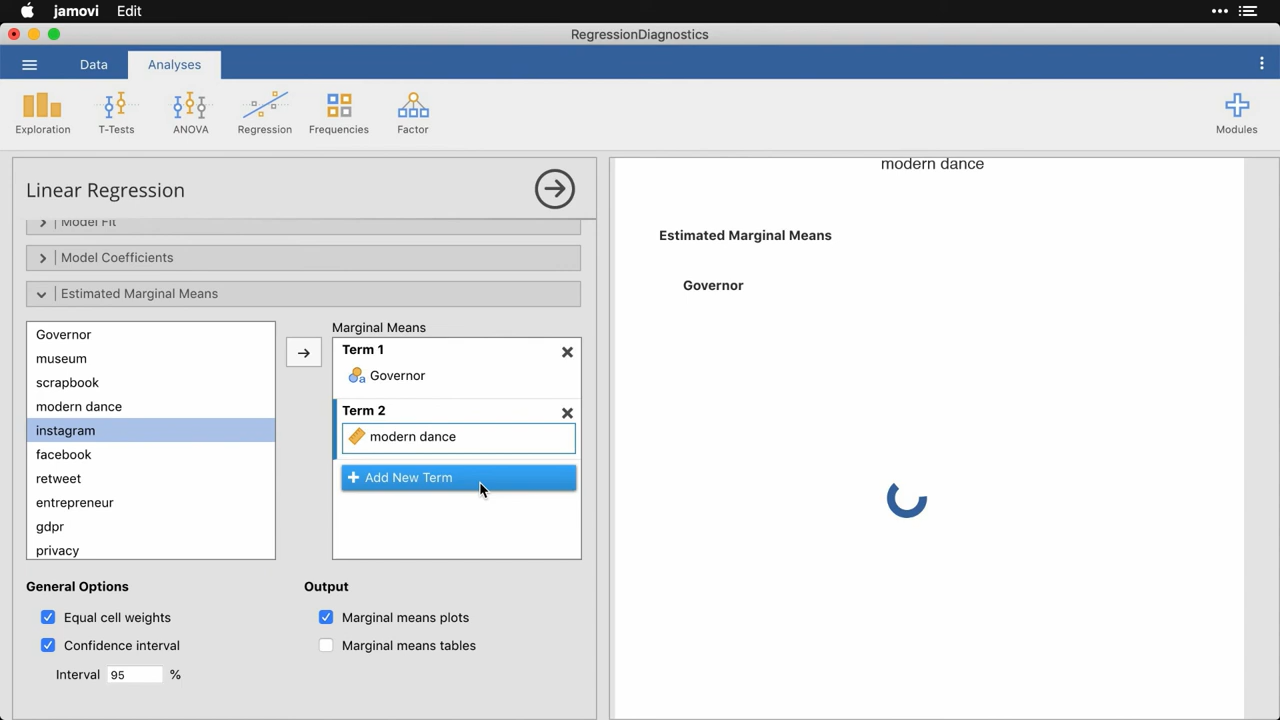 jamovi Edit
RegressionDiagnostics
Data Analyses
Exploration T-Tests ANOVA Regression Frequencies Factor Modules
Linear Regression
Model Fit
Model Coefficients
Estimated Marginal Means
Governor
museum
scrapbook
modern dance
instagram
facebook
retweet
entrepreneur
gdpr
privacy
Marginal Means
Term 1
a Governor
Term 2
modern dance
Add New Term
General Options
Equal cell weights
Confidence interval
Interval 95 %
Output
Marginal means plots
Marginal means tables
modern dance
Estimated Marginal Means
Governor